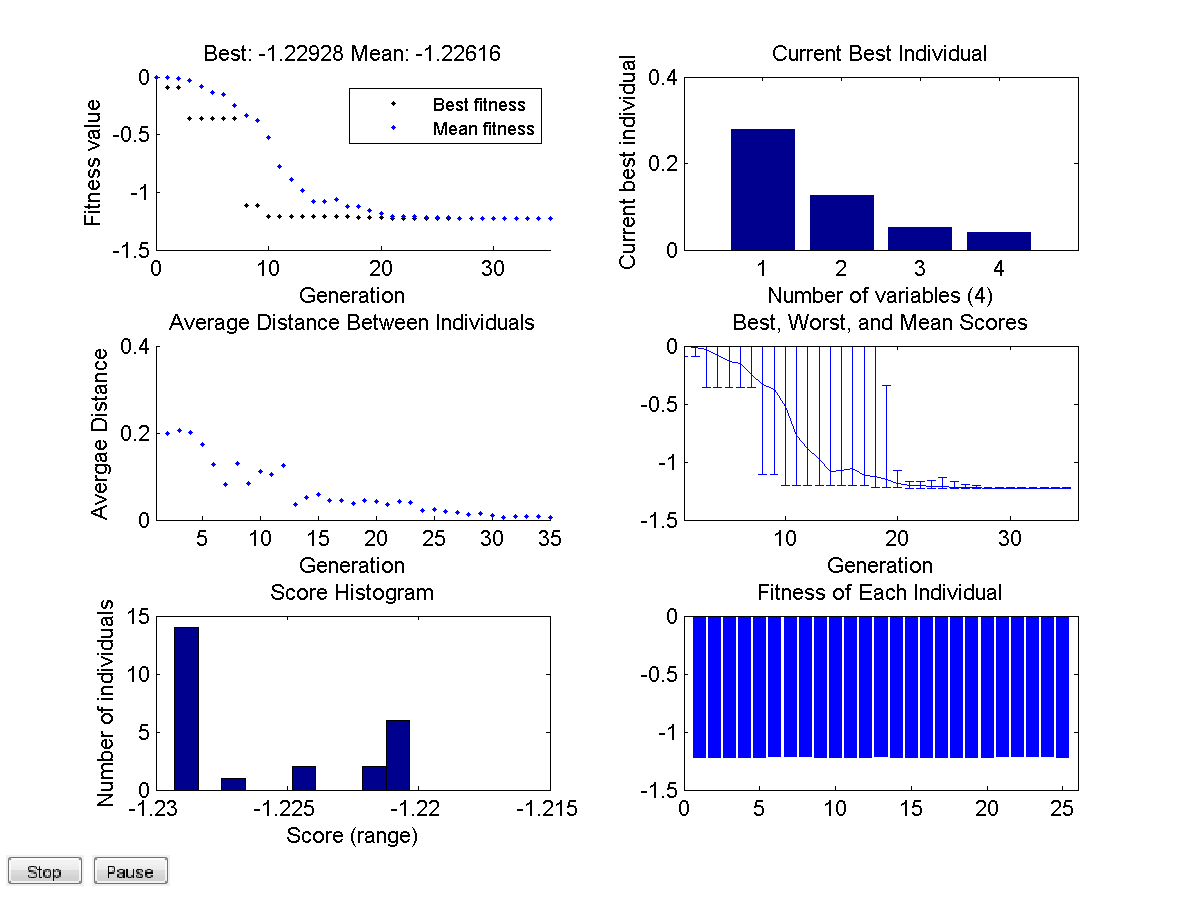 Best: -1.22928 Mean: -1.22616
Fitness value
0
-0.5
-1
-1.5
Best fitness
Mean fitness
0 10 20 30
Generation
Current Best Individual
Current best individual
0.4
0.2
0
1 2 3 4
Number of variables (4)
Average Distance Between Individuals
Avergae Distance
0.4
0.2
0
5 10 15 20 25 30 35
Generation
Best, Worst, and Mean Scores
0
-0.5
-1
-1.5
10 20 30
Generation
Score Histogram
Number of individuals
15
10
5
0
-1.23 -1.225 -1.22 -1.215
Score (range)
Fitness of Each Individual
0
-0.5
-1
-1.5
0 5 10 15 20 25
Stop Pause